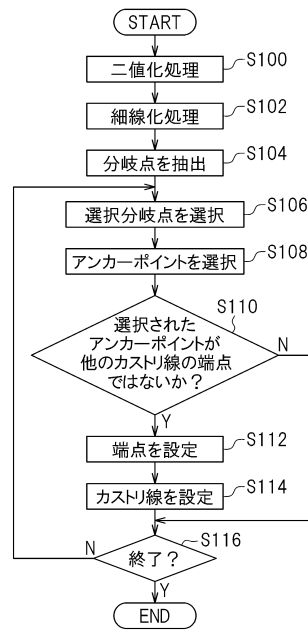 START
二値化処理 S100
細線化処理 S102
分岐点を抽出 S104
選択分岐点を選択 S106
アンカーポイントを選択 S108
S110
選択された
アンカーポイントが
他のカストリ線の端点
ではないか？
N
Y
端点を設定 S112
カストリ線を設定 S114
S116
終了？
N
Y
END